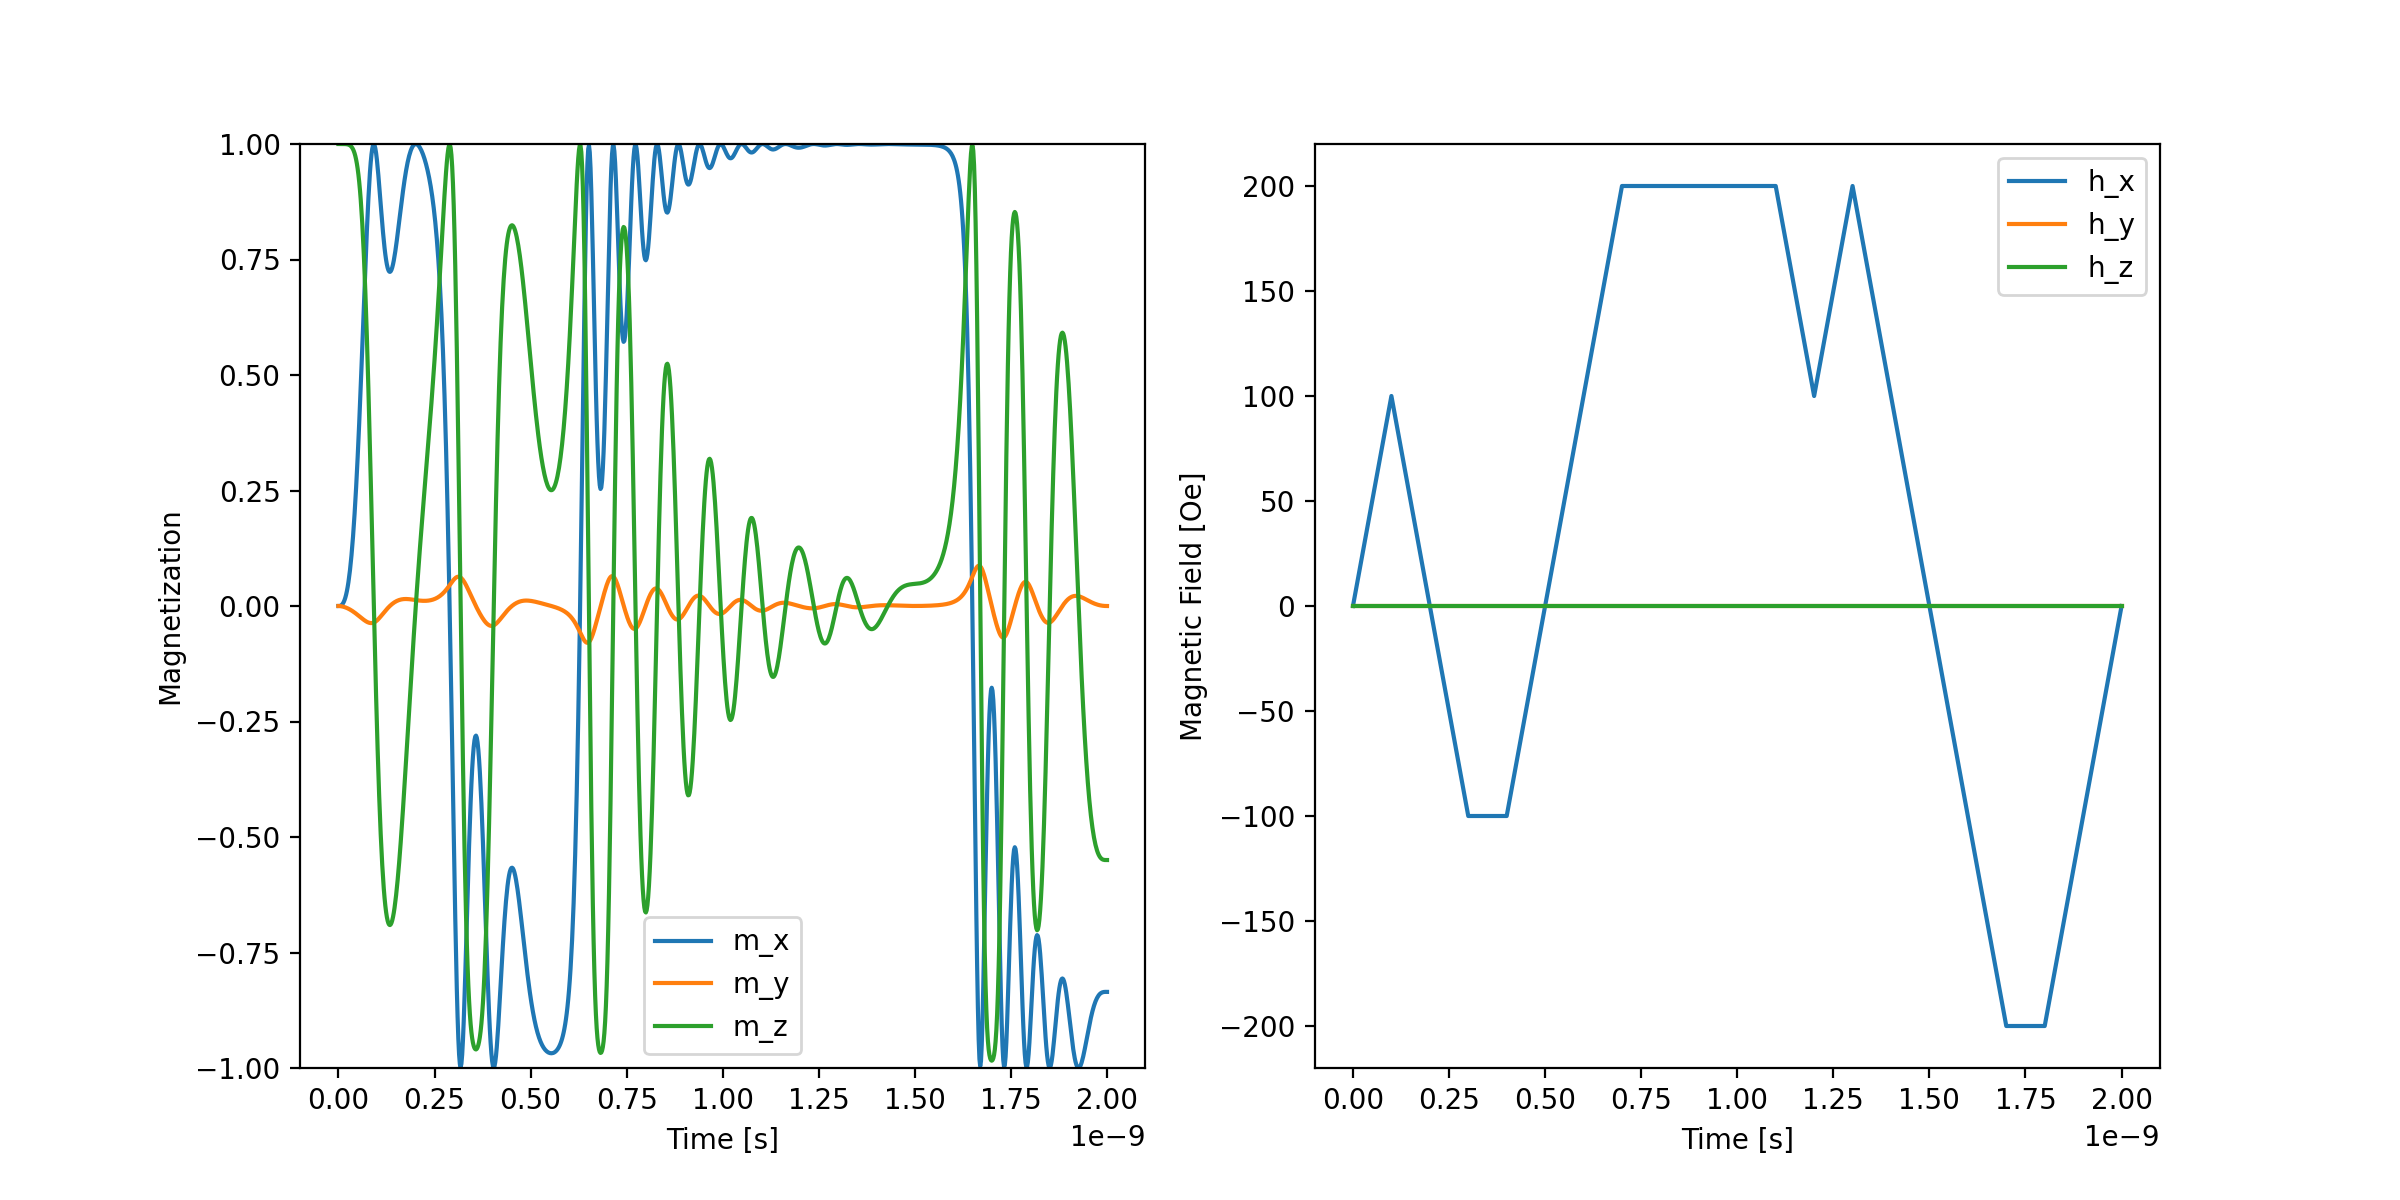 Magnetization
1.00
0.75
0.50
0.25
0.00
−0.25
−0.50
−0.75
−1.00
m_x
m_y
m_z
0.00 0.25 0.50 0.75 1.00 1.25 1.50 1.75 2.00
Time [s]
1e−9
Magnetic Field [Oe]
200
150
100
50
0
−50
−100
−150
−200
h_x
h_y
h_z
0.00 0.25 0.50 0.75 1.00 1.25 1.50 1.75 2.00
Time [s]
1e−9